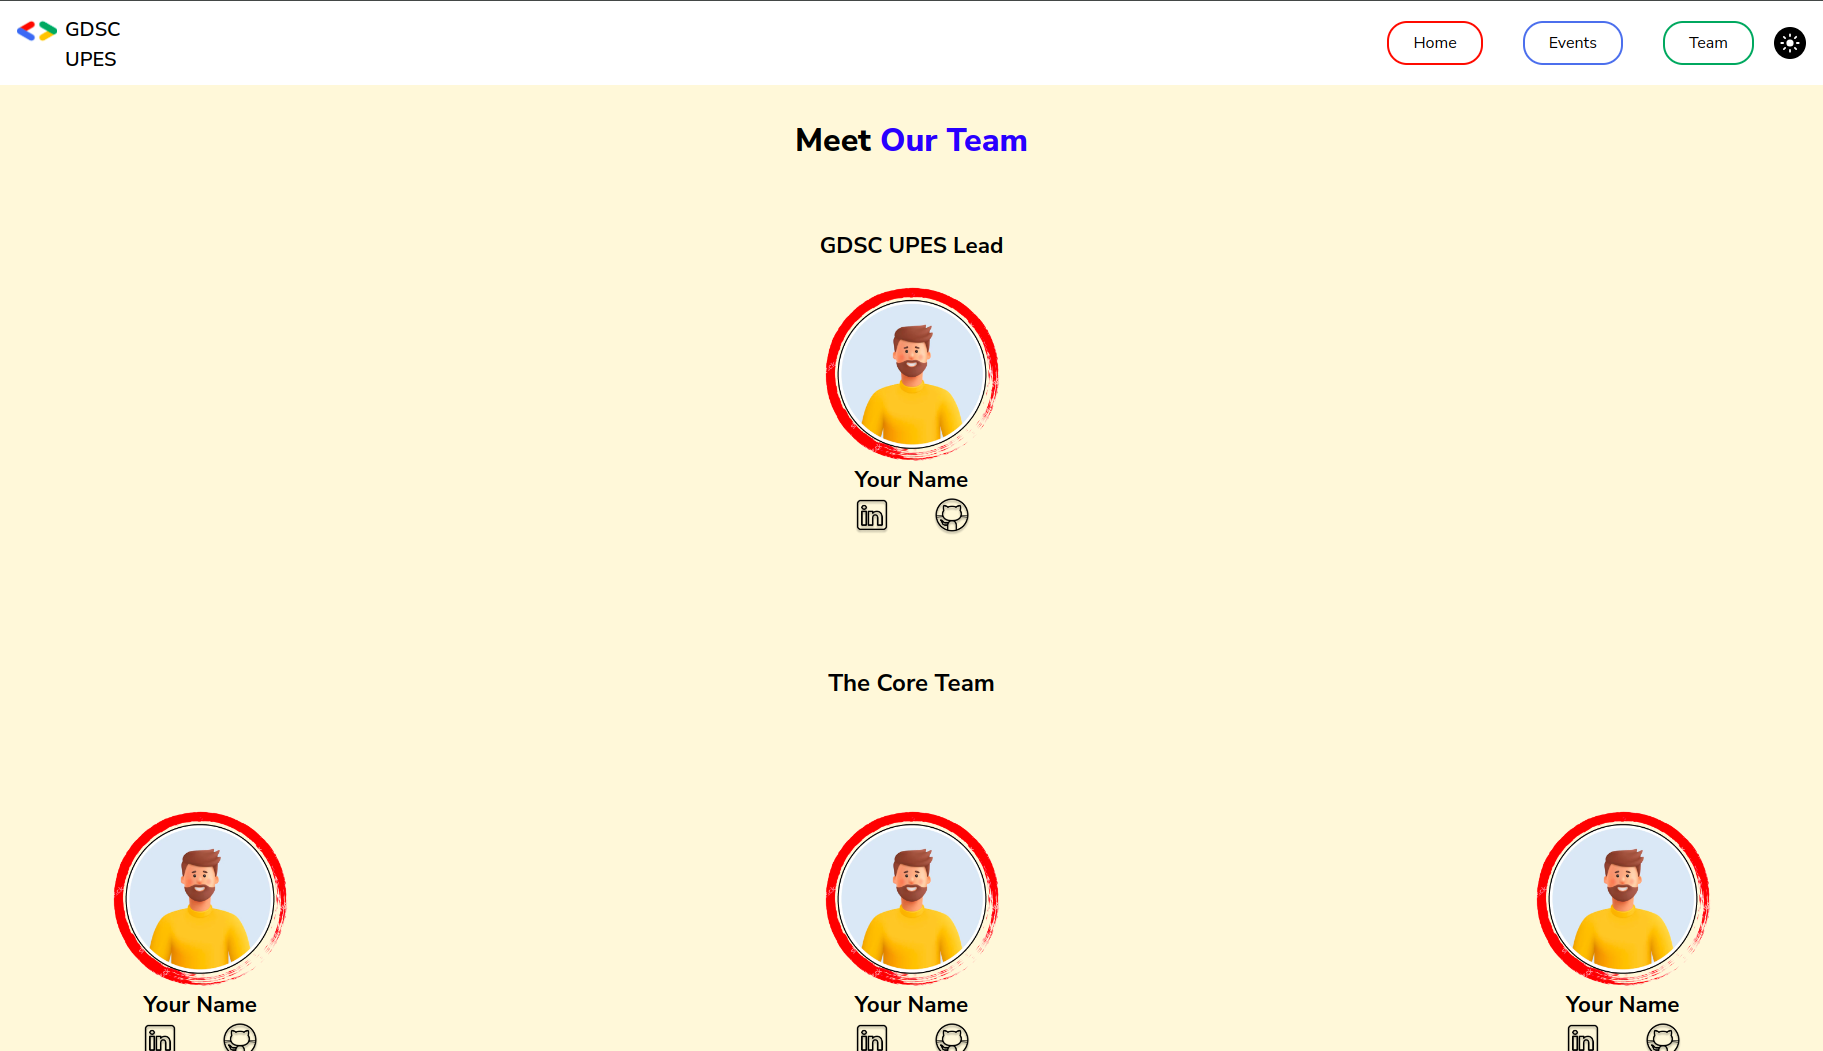 GDSC
UPES
Home
Events
Team
Meet Our Team
GDSC UPES Lead
Your Name
in
The Core Team
Your Name
Your Name
Your Name
in
in
in